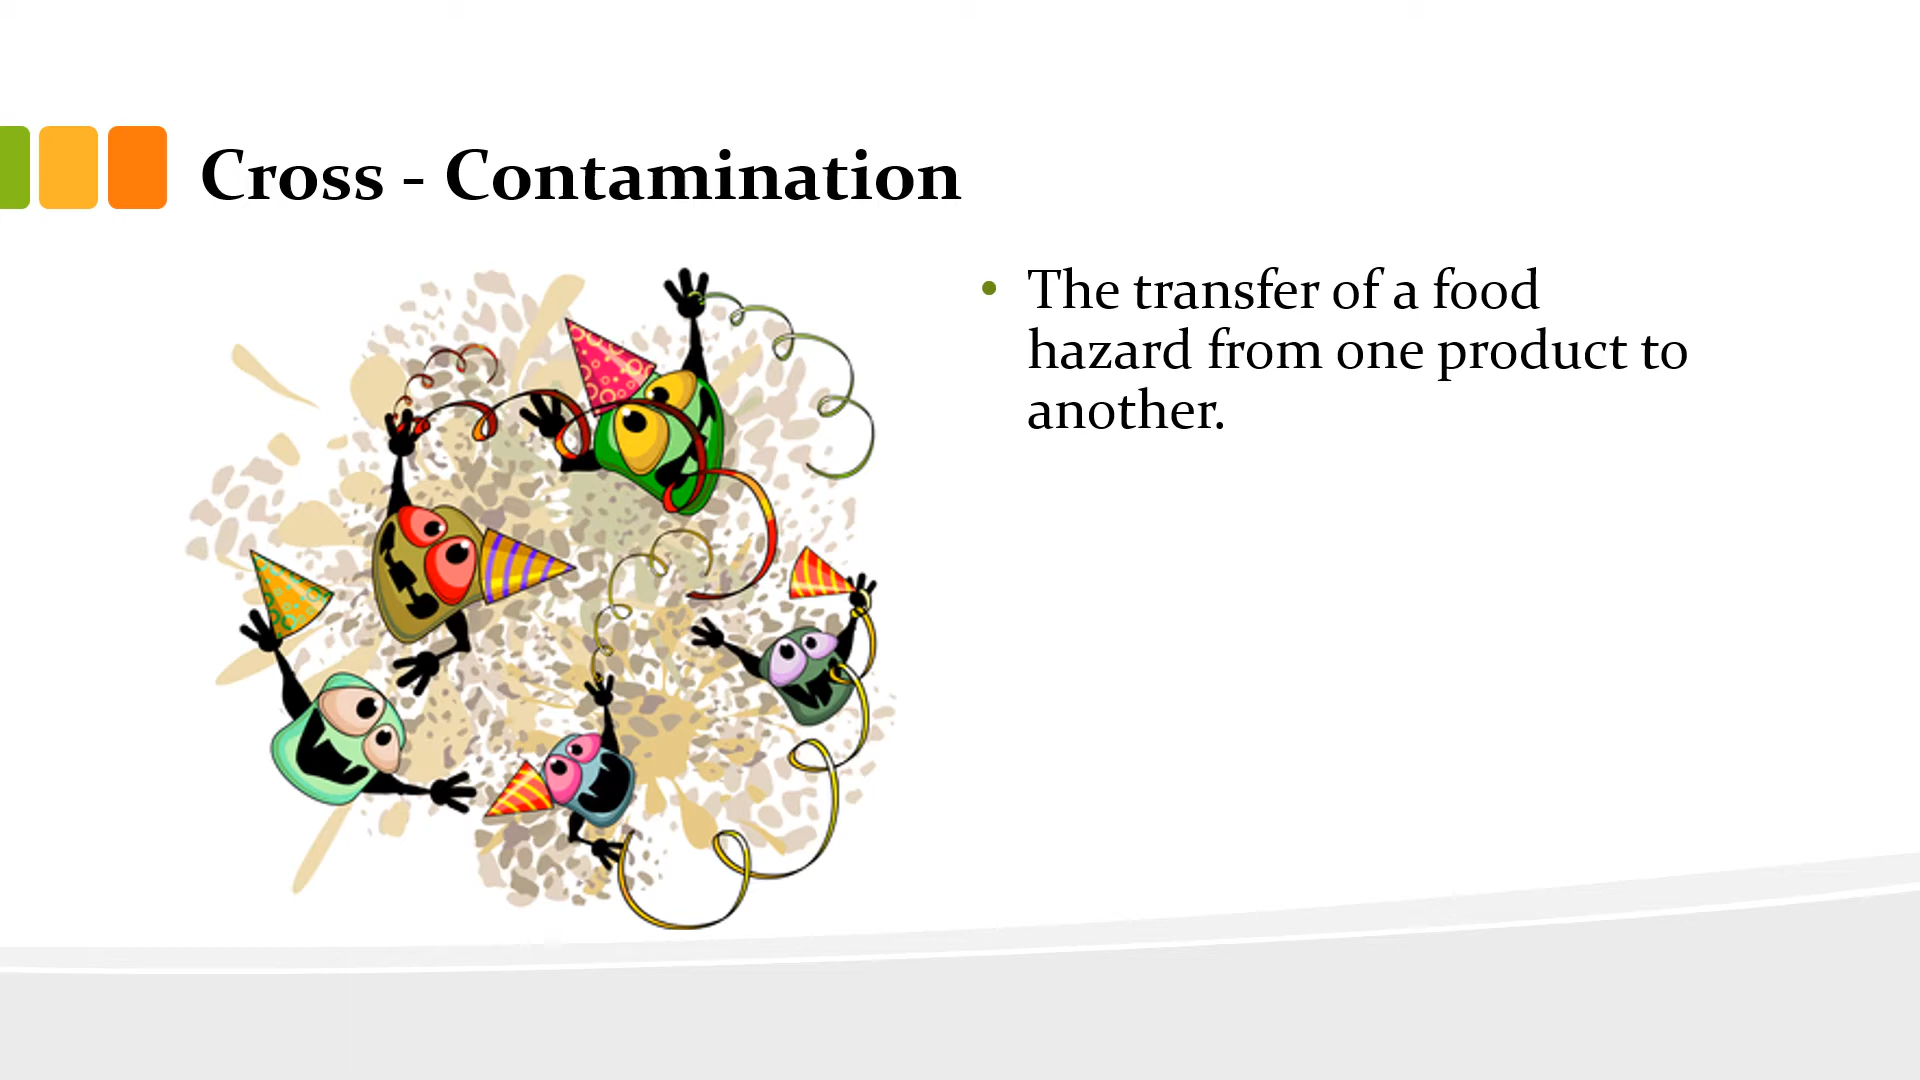 Cross - Contamination
• The transfer of a food
hazard from one product to
another.